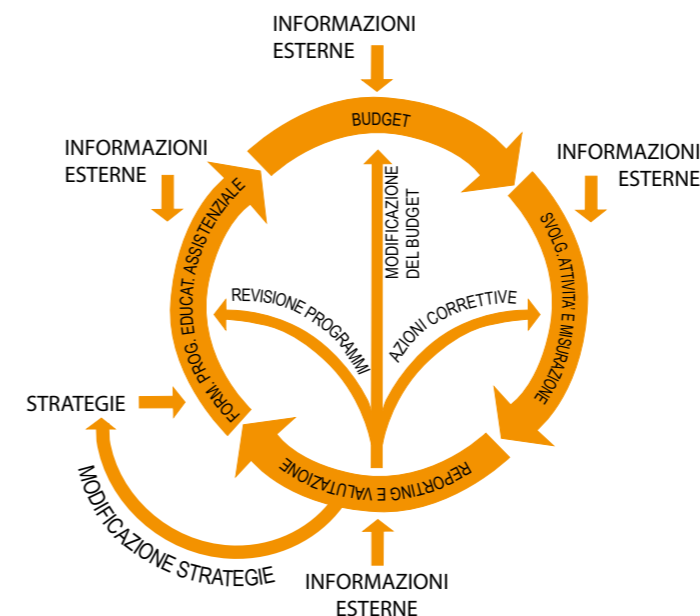 INFORMAZIONI
ESTERNE
BUDGET
INFORMAZIONI
ESTERNE
INFORMAZIONI
ESTERNE
SVOLG. ATTIVITA' E MISURAZIONE
FORM. PROG. EDUCAT. ASSISTENZIALE
MODIFICAZIONE
DEL BUDGET
REVISIONE PROGRAMMI
AZIONI CORRETTIVE
STRATEGIE
REPORTING E VALUTAZIONE
MODIFICAZIONE STRATEGIE
INFORMAZIONI
ESTERNE